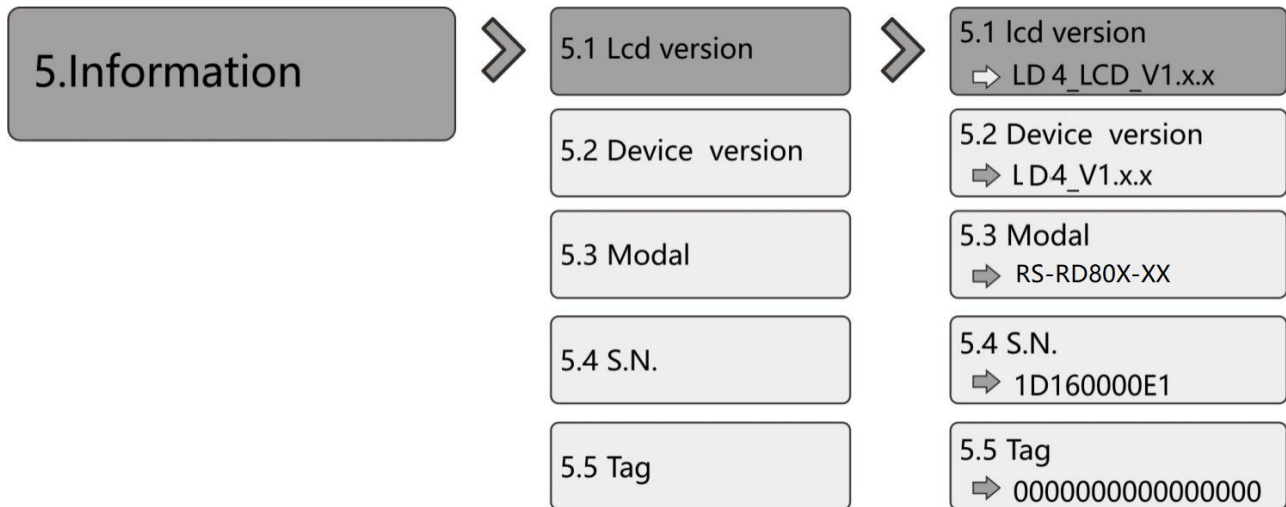 5.Information
5.1 Lcd version
5.2 Device version
5.3 Modal
5.4 S.N.
5.5 Tag
5.1 lcd version
LD4_LCD_V1.x.x
5.2 Device version
LD4_V1.x.x
5.3 Modal
RS-RD80X-XX
5.4 S.N.
1D160000E1
5.5 Tag
0000000000000000